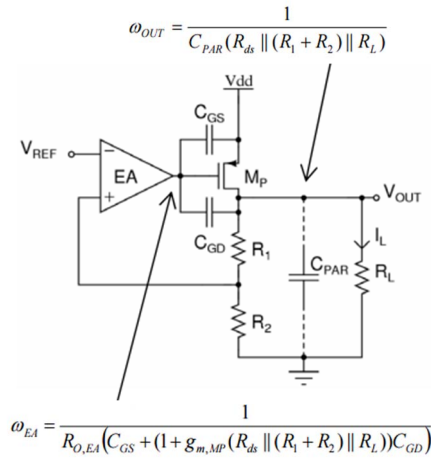 ω_OUT = 1 / (C_PAR (R_ds || (R_1 + R_2) || R_L))
Vdd
C_GS
V_REF
−
EA
M_P
V_OUT
+
I_L
C_GD
R_1
C_PAR
R_L
R_2
ω_EA = 1 / (R_O,EA (C_GS + (1 + g_m,MP (R_ds || (R_1 + R_2) || R_L)) C_GD))